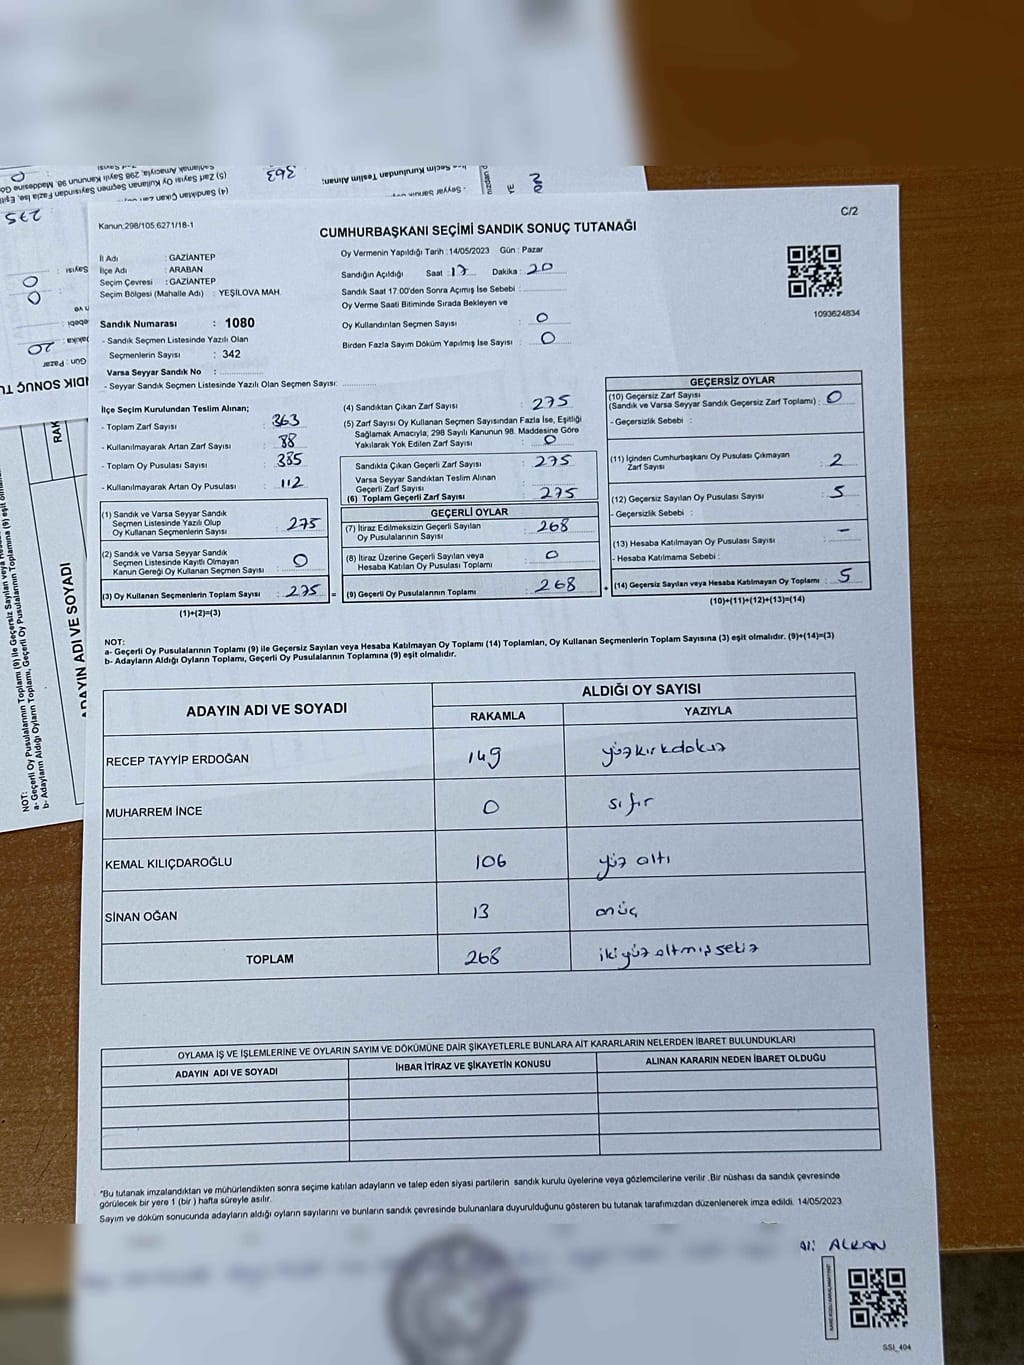 C/2
Kanun;298/105,6271/18-1
CUMHURBAŞKANI SEÇİMİ SANDIK SONUÇ TUTANAĞI
İl Adı : GAZİANTEP
İlçe Adı : ARABAN
Seçim Çevresi : GAZİANTEP
Seçim Bölgesi (Mahalle Adı) : YEŞİLOVA MAH.
Oy Vermenin Yapıldığı Tarih : 14/05/2023 Gün : Pazar
Sandığın Açıldığı Saat : 17 Dakika : 20
Sandık Saat 17.00'den Sonra Açımış İse Sebebi :
Oy Verme Saati Bitiminde Sırada Bekleyen ve
Oy Kullandırılan Seçmen Sayısı : 0
Birden Fazla Sayım Döküm Yapılmış İse Sayısı : 0
1093624834
Sandık Numarası : 1080
- Sandık Seçmen Listesinde Yazılı Olan
Seçmenlerin Sayısı : 342
Varsa Seyyar Sandık No :
- Seyyar Sandık Seçmen Listesinde Yazılı Olan Seçmen Sayısı:
İlçe Seçim Kurulundan Teslim Alınan;
- Toplam Zarf Sayısı : 363
- Kullanılmayarak Artan Zarf Sayısı : 88
- Toplam Oy Pusulası Sayısı : 385
- Kullanılmayarak Artan Oy Pusulası : 112
(1) Sandık ve Varsa Seyyar Sandık
Seçmen Listesinde Yazılı Olup
Oy Kullanan Seçmenlerin Sayısı : 275
(2) Sandık ve Varsa Seyyar Sandık
Seçmen Listesinde Kayıtlı Olmayan
Kanun Gereği Oy Kullanan Seçmen Sayısı : 0
(3) Oy Kullanan Seçmenlerin Toplam Sayısı : 275 =
(1)+(2)=(3)
(4) Sandıktan Çıkan Zarf Sayısı : 275
(5) Zarf Sayısı Oy Kullanan Seçmen Sayısından Fazla İse, Eşitliği
Sağlamak Amacıyla; 298 Sayılı Kanunun 98. Maddesine Göre
Yakılarak Yok Edilen Zarf Sayısı : 0
Sandıkta Çıkan Geçerli Zarf Sayısı : 275
Varsa Seyyar Sandıktan Teslim Alınan
Geçerli Zarf Sayısı :
(6) Toplam Geçerli Zarf Sayısı : 275
GEÇERLİ OYLAR
(7) İtiraz Edilmeksizin Geçerli Sayılan
Oy Pusulalarının Sayısı : 268
(8) İtiraz Üzerine Geçerli Sayılan veya
Hesaba Katılan Oy Pusulası Toplamı : 0
(9) Geçerli Oy Pusulalarının Toplamı : 268 +
GEÇERSİZ OYLAR
(10) Geçersiz Zarf Sayısı
(Sandık ve Varsa Seyyar Sandık Geçersiz Zarf Toplamı) : 0
- Geçersizlik Sebebi :
(11) İçinden Cumhurbaşkanı Oy Pusulası Çıkmayan
Zarf Sayısı : 2
(12) Geçersiz Sayılan Oy Pusulası Sayısı : 5
- Geçersizlik Sebebi :
(13) Hesaba Katılmayan Oy Pusulası Sayısı : -
- Hesaba Katılmama Sebebi :
(14) Geçersiz Sayılan veya Hesaba Katılmayan Oy Toplamı : 5
(10)+(11)+(12)+(13)=(14)
NOT:
a- Geçerli Oy Pusulalarının Toplamı (9) ile Geçersiz Sayılan veya Hesaba Katılmayan Oy Toplamı (14) Toplamları, Oy Kullanan Seçmenlerin Toplam Sayısına (3) eşit olmalıdır. (9)+(14)=(3)
b- Adayların Aldığı Oyların Toplamı, Geçerli Oy Pusulalarının Toplamına (9) eşit olmalıdır.
ADAYIN ADI VE SOYADI
ALDIĞI OY SAYISI
RAKAMLA YAZIYLA
RECEP TAYYİP ERDOĞAN 149 yüzkırkdokuz
MUHARREM İNCE 0 sıfır
KEMAL KILIÇDAROĞLU 106 yüz altı
SİNAN OĞAN 13 onüç
TOPLAM 268 ikiyüz altmışsekiz
OYLAMA İŞ VE İŞLEMLERİNE VE OYLARIN SAYIM VE DÖKÜMÜNE DAİR ŞİKAYETLERLE BUNLARA AİT KARARLARIN NELERDEN İBARET BULUNDUKLARI
ADAYIN ADI VE SOYADI İHBAR İTİRAZ VE ŞİKAYETİN KONUSU ALINAN KARARIN NEDEN İBARET OLDUĞU
*Bu tutanak imzalandıktan ve mühürlendikten sonra seçime katılan adayların ve talep eden siyasi partilerin sandık kurulu üyelerine veya gözlemcilerine verilir. Bir nüshası da sandık çevresinde
görülecek bir yere 1 (bir ) hafta süreyle asılır.
Sayım ve döküm sonucunda adayların aldığı oyların sayılarını ve bunların sandık çevresinde bulunanlara duyurulduğunu gösteren bu tutanak tarafımızdan düzenlenerek imza edildi. 14/05/2023
Ali ALKAN
SSI_404